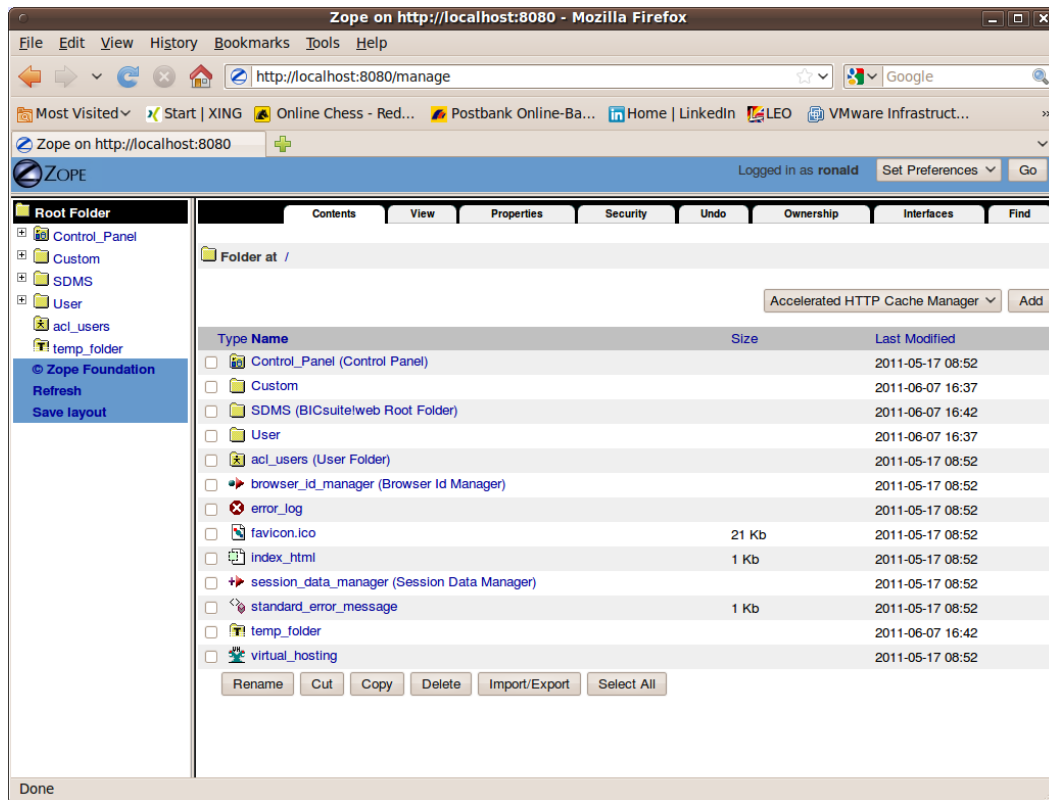 Zope on http://localhost:8080 - Mozilla Firefox
File Edit View History Bookmarks Tools Help
http://localhost:8080/manage Google
Most Visited Start | XING Online Chess - Red... Postbank Online-Ba... Home | LinkedIn LEO VMware Infrastruct... »
Zope on http://localhost:8080
ZOPE Logged in as ronald Set Preferences Go
Root Folder
Control_Panel
Custom
SDMS
User
acl_users
temp_folder
© Zope Foundation
Refresh
Save layout
Contents View Properties Security Undo Ownership Interfaces Find
Folder at /
Accelerated HTTP Cache Manager Add
Type Name Size Last Modified
Control_Panel (Control Panel) 2011-05-17 08:52
Custom 2011-06-07 16:37
SDMS (BICsuite!web Root Folder) 2011-06-07 16:42
User 2011-06-07 16:37
acl_users (User Folder) 2011-05-17 08:52
browser_id_manager (Browser Id Manager) 2011-05-17 08:52
error_log 2011-05-17 08:52
favicon.ico 21 Kb 2011-05-17 08:52
index_html 1 Kb 2011-05-17 08:52
session_data_manager (Session Data Manager) 2011-05-17 08:52
standard_error_message 1 Kb 2011-05-17 08:52
temp_folder 2011-06-07 16:42
virtual_hosting 2011-05-17 08:52
Rename Cut Copy Delete Import/Export Select All
Done